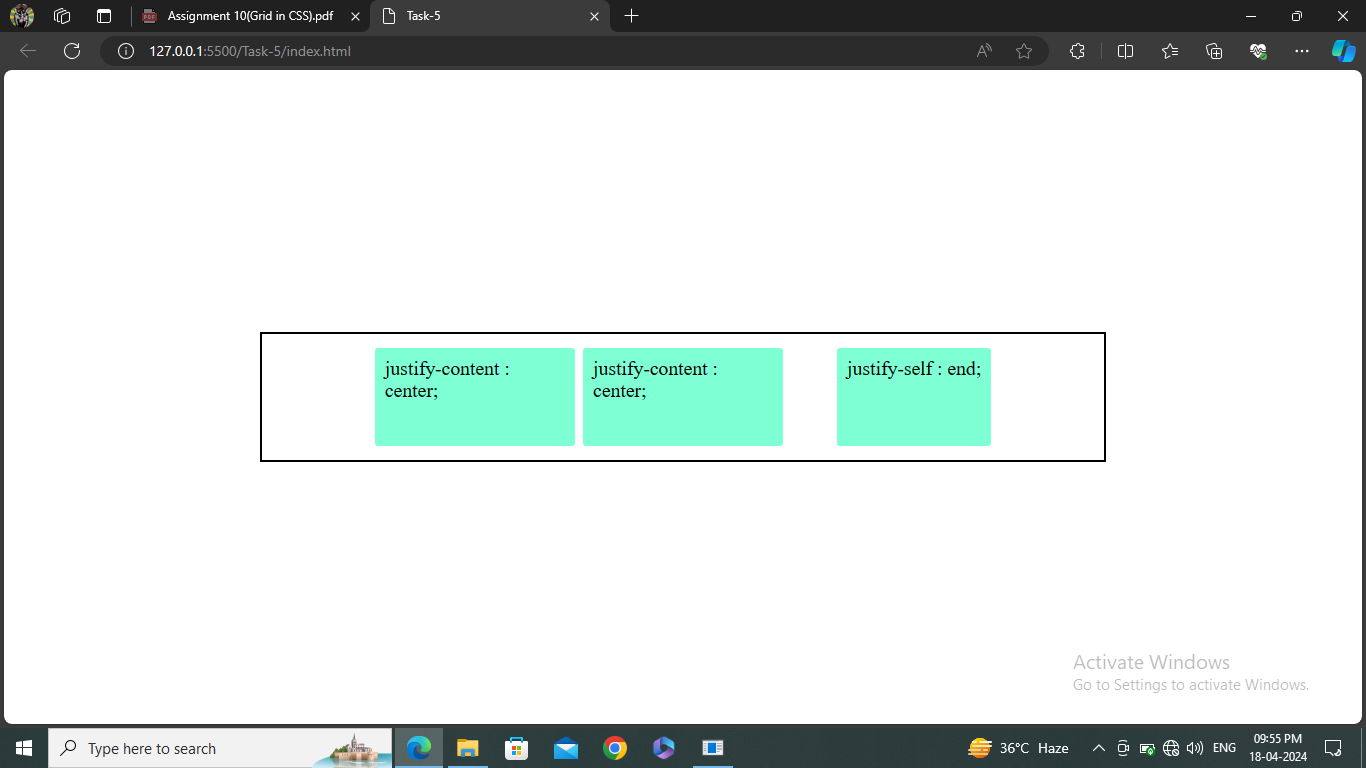 Assignment 10(Grid in CSS).pdf
Task-5
127.0.0.1:5500/Task-5/index.html
justify-content :
center;
justify-content :
center;
justify-self : end;
Activate Windows
Go to Settings to activate Windows.
Type here to search
36°C Haze
ENG
09:55 PM
18-04-2024